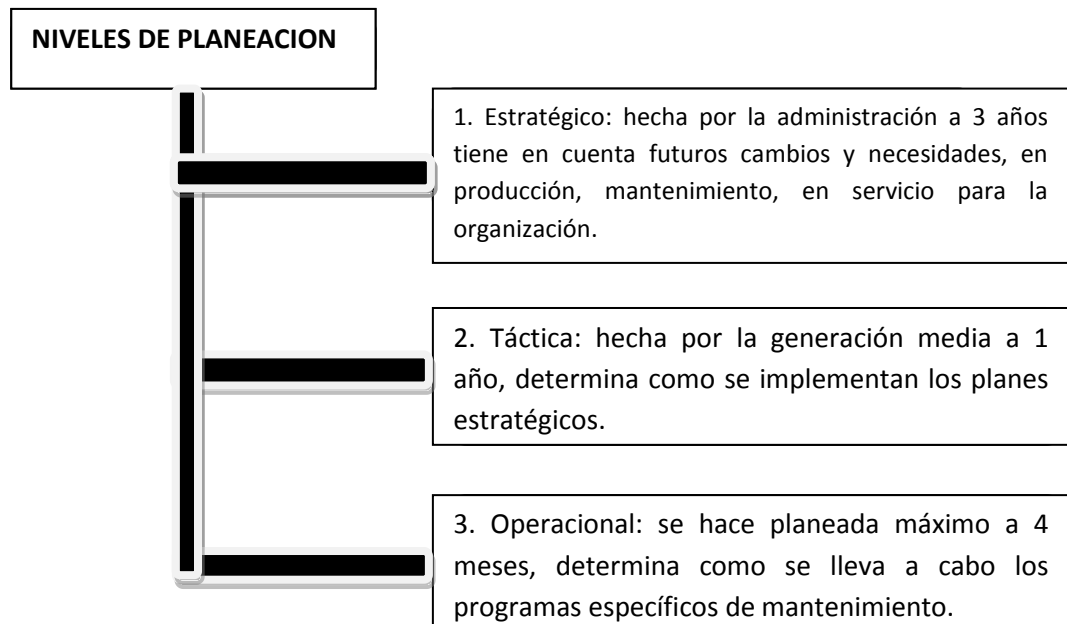 NIVELES DE PLANEACION
1. Estratégico: hecha por la administración a 3 años
tiene en cuenta futuros cambios y necesidades, en
producción, mantenimiento, en servicio para la
organización.
2. Táctica: hecha por la generación media a 1
año, determina como se implementan los planes
estratégicos.
3. Operacional: se hace planeada máximo a 4
meses, determina como se lleva a cabo los
programas específicos de mantenimiento.